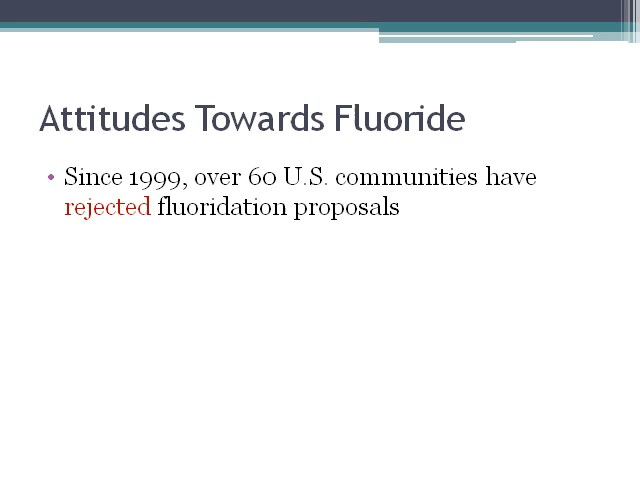 Attitudes Towards Fluoride
• Since 1999, over 60 U.S. communities have
rejected fluoridation proposals